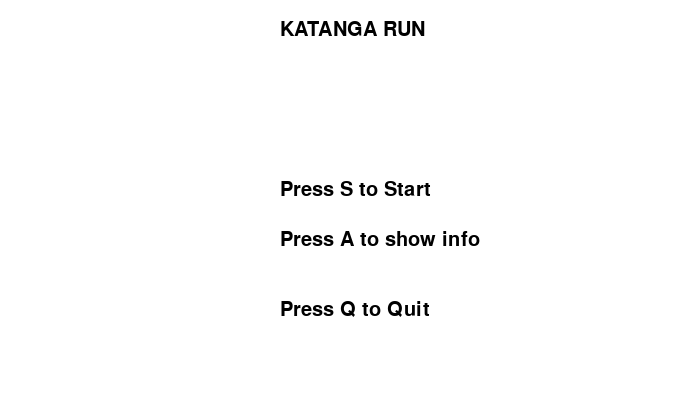 KATANGA RUN
Press S to Start
Press A to show info
Press Q to Quit